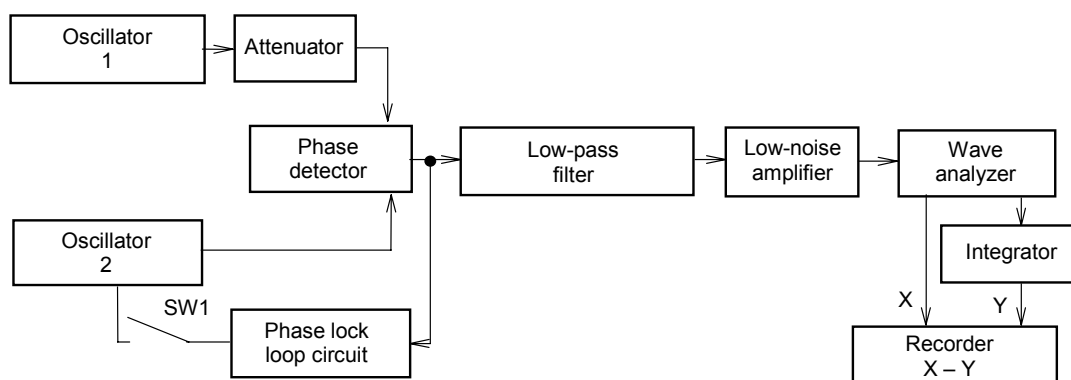 Oscillator
1
Attenuator
Phase
detector
Low-pass
filter
Low-noise
amplifier
Wave
analyzer
Oscillator
2
Integrator
SW1
X
Y
Phase lock
loop circuit
Recorder
X – Y